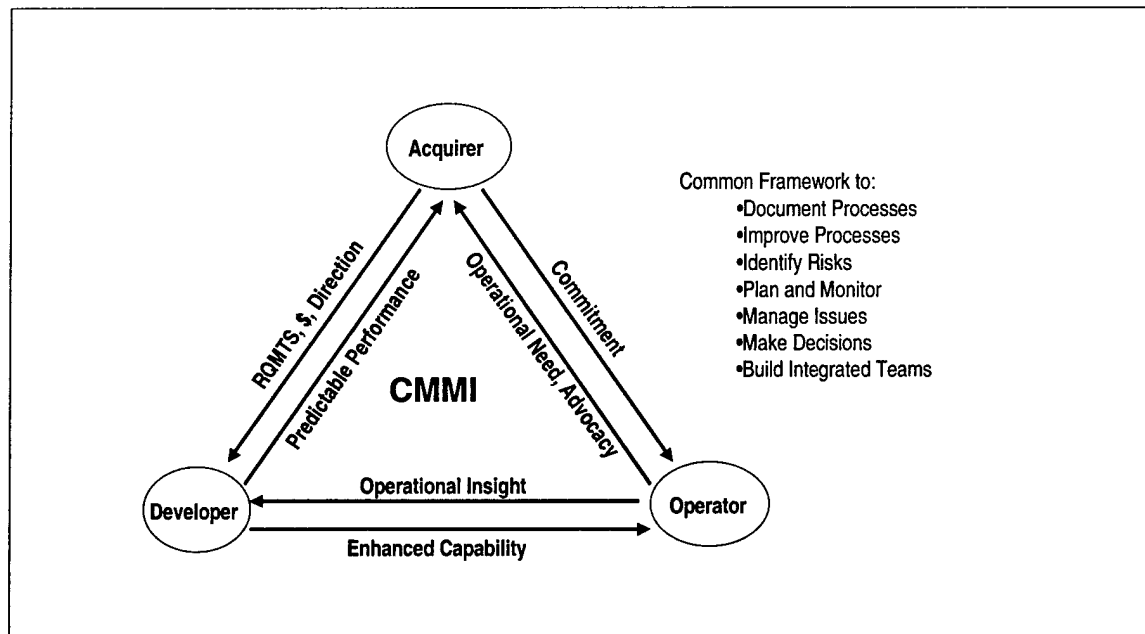 Acquirer
Common Framework to:
•Document Processes
•Improve Processes
•Identify Risks
•Plan and Monitor
•Manage Issues
•Make Decisions
•Build Integrated Teams
RQMTS, $, Direction
Predictable Performance
Operational Need, Advocacy
Commitment
CMMI
Operational Insight
Developer
Operator
Enhanced Capability